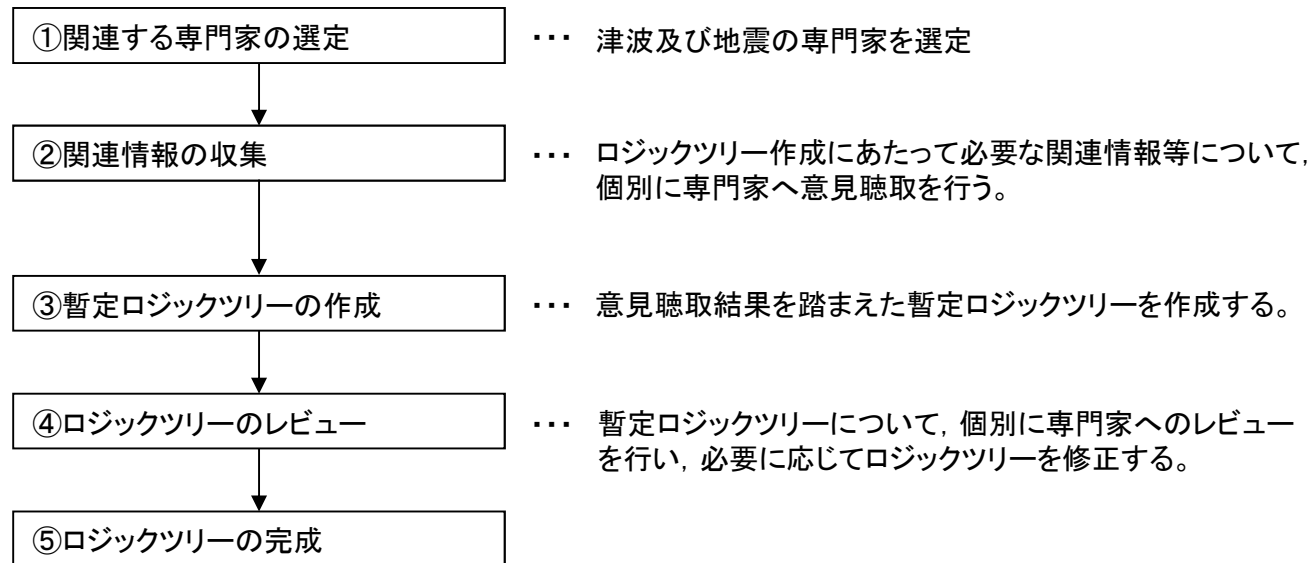 ①関連する専門家の選定 ・・・ 津波及び地震の専門家を選定
②関連情報の収集 ・・・ ロジックツリー作成にあたって必要な関連情報等について,
個別に専門家へ意見聴取を行う。
③暫定ロジックツリーの作成 ・・・ 意見聴取結果を踏まえた暫定ロジックツリーを作成する。
④ロジックツリーのレビュー ・・・ 暫定ロジックツリーについて, 個別に専門家へのレビュー
を行い, 必要に応じてロジックツリーを修正する。
⑤ロジックツリーの完成